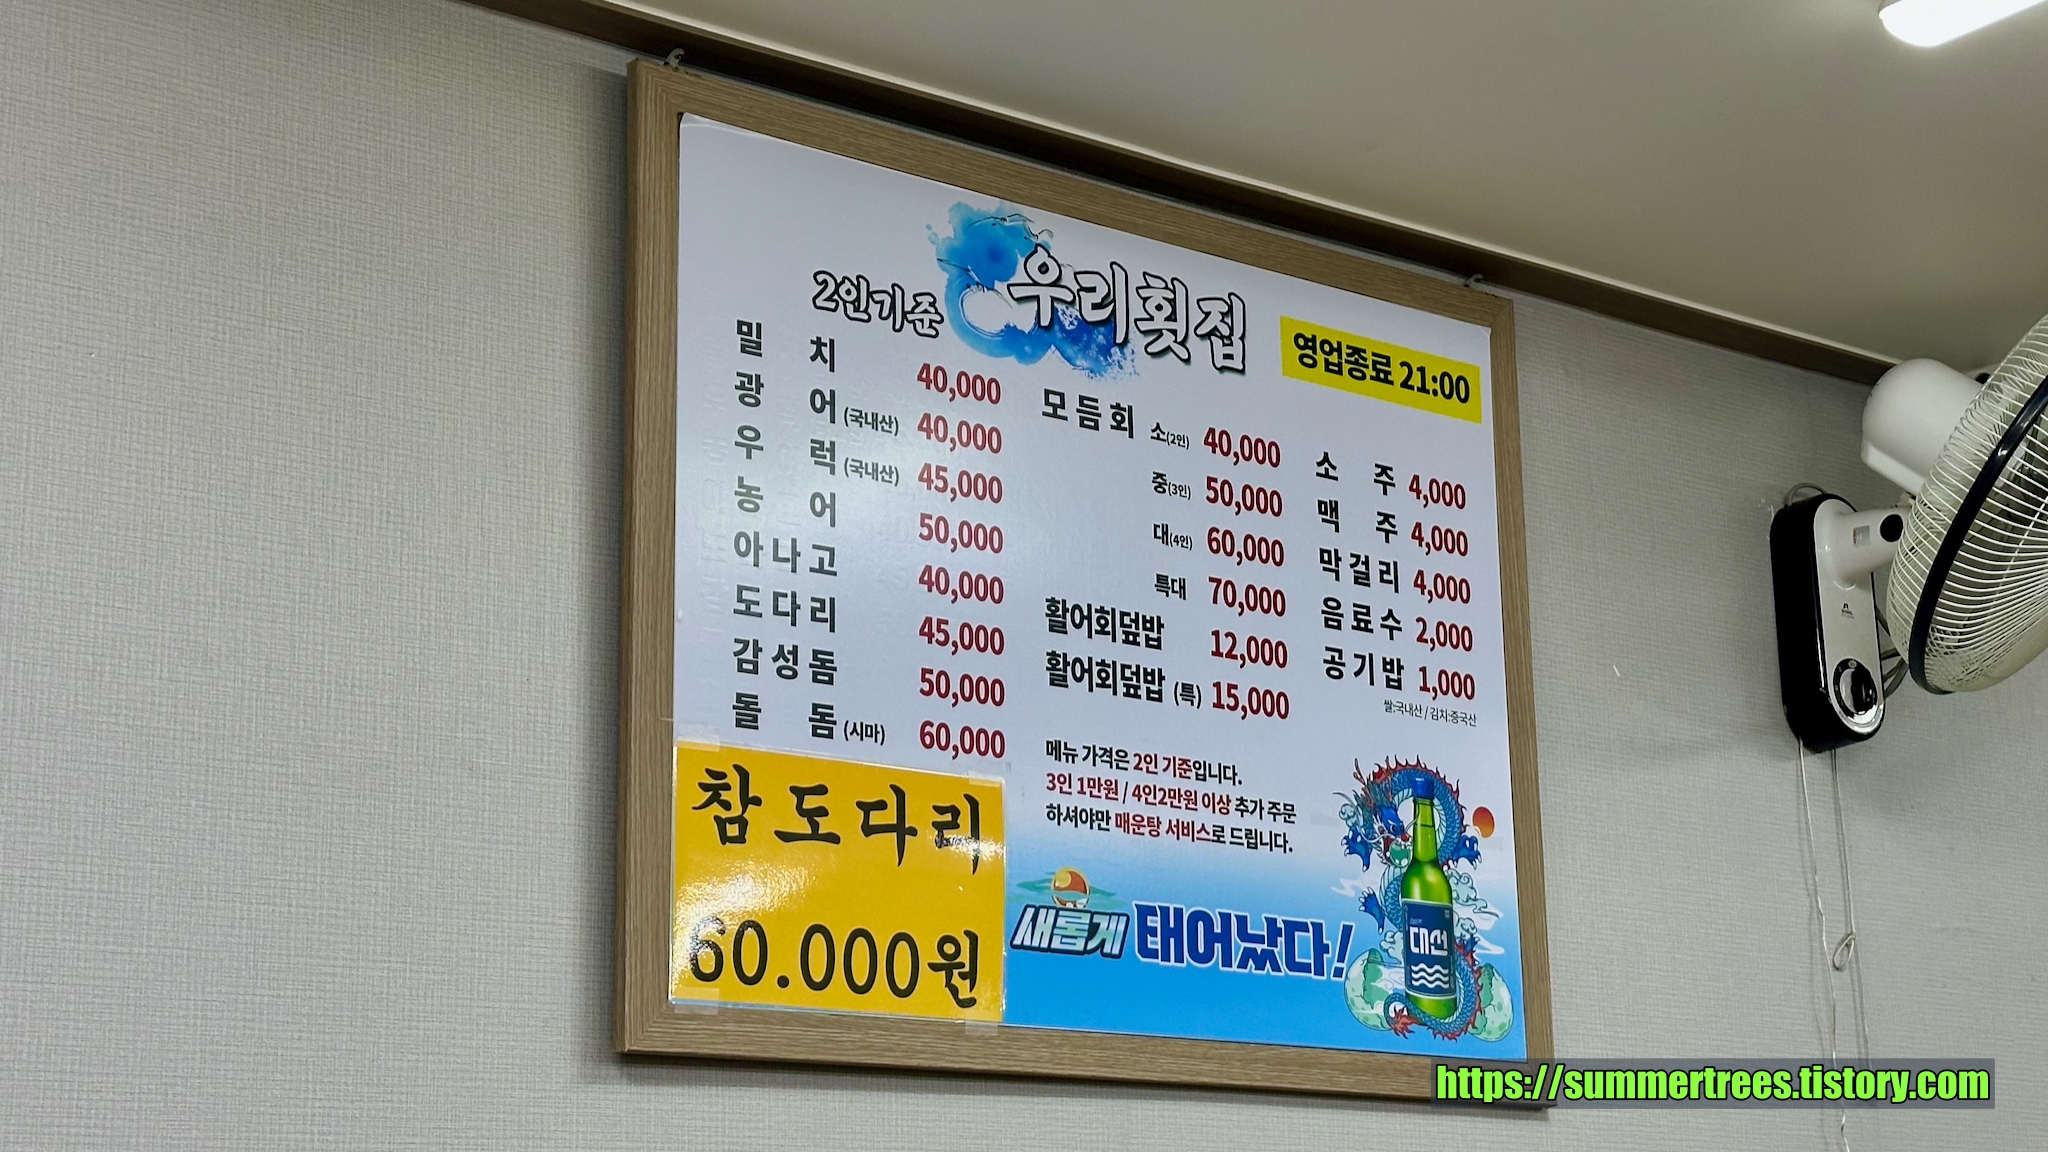 2인기준
우리횟집
영업종료 21:00
밀치 40,000
광어 (국내산) 40,000
우럭 (국내산) 45,000
농어 50,000
아나고 40,000
도다리 45,000
감성돔 50,000
돌돔 (시마) 60,000
참도다리
60.000원
모듬회 소(2인) 40,000
중(3인) 50,000
대(4인) 60,000
특대 70,000
활어회덮밥 12,000
활어회덮밥 (특) 15,000
소주 4,000
맥주 4,000
막걸리 4,000
음료수 2,000
공기밥 1,000
쌀:국내산 / 김치:중국산
메뉴 가격은 2인 기준입니다.
3인 1만원 / 4인2만원 이상 추가 주문
하셔야만 매운탕 서비스로 드립니다.
새롭게 태어났다!
대선
https://summertrees.tistory.com